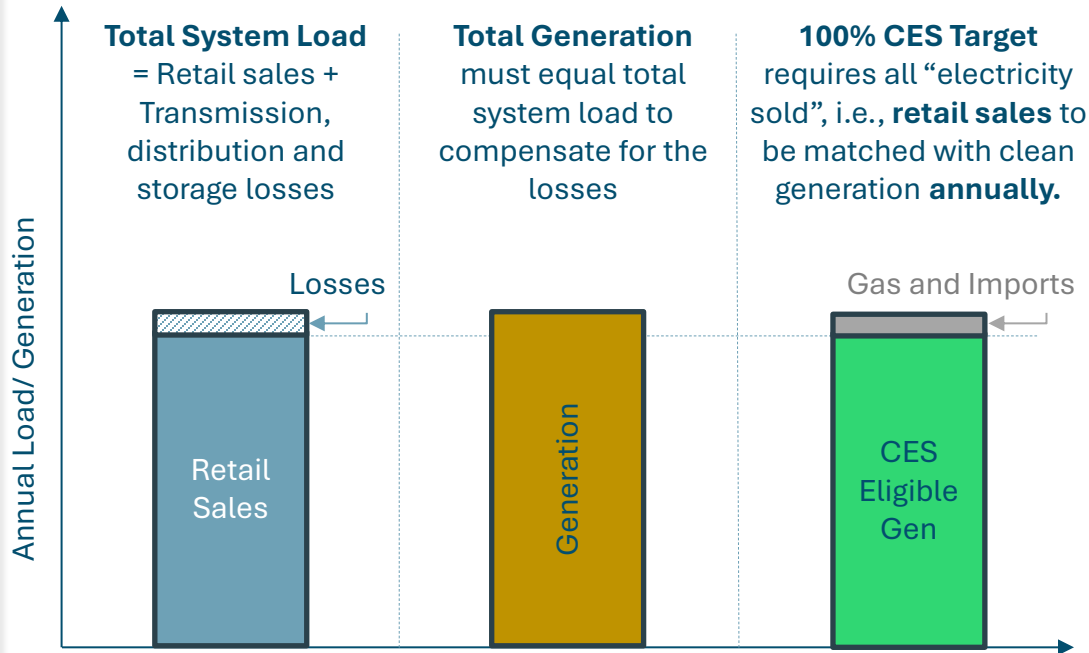 Total System Load
= Retail sales +
Transmission,
distribution and
storage losses
Total Generation
must equal total
system load to
compensate for the
losses
100% CES Target
requires all “electricity
sold”, i.e., retail sales to
be matched with clean
generation annually.
Annual Load/ Generation
Losses
Retail
Sales
Generation
Gas and Imports
CES
Eligible
Gen